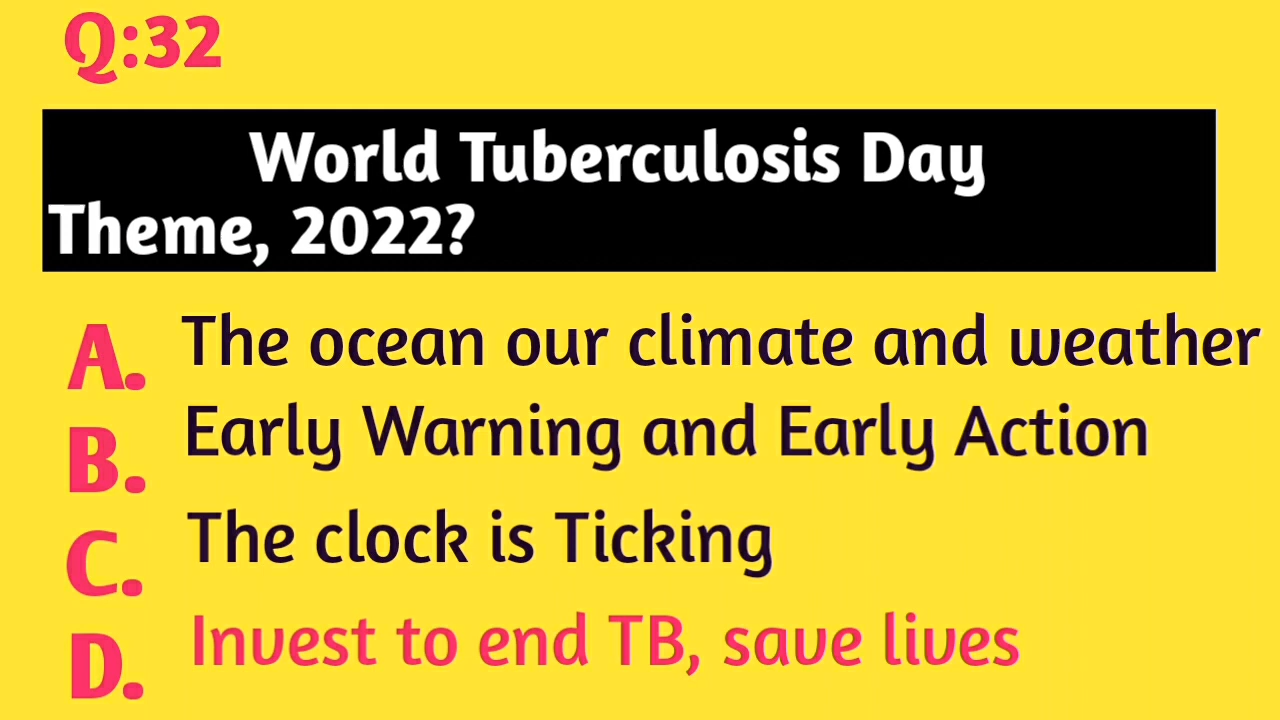 Q:32
World Tuberculosis Day
Theme, 2022?
A. The ocean our climate and weather
B. Early Warning and Early Action
C. The clock is Ticking
D. Invest to end TB, save lives